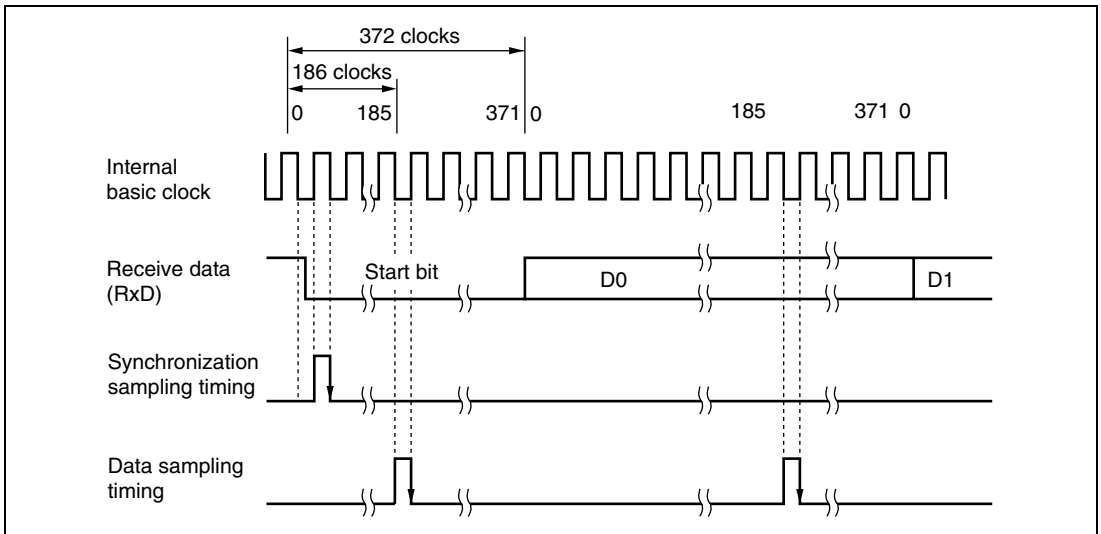 372 clocks
186 clocks
0 185 371 0 185 371 0
Internal
basic clock
Receive data
(RxD)
Start bit D0 D1
Synchronization
sampling timing
Data sampling
timing